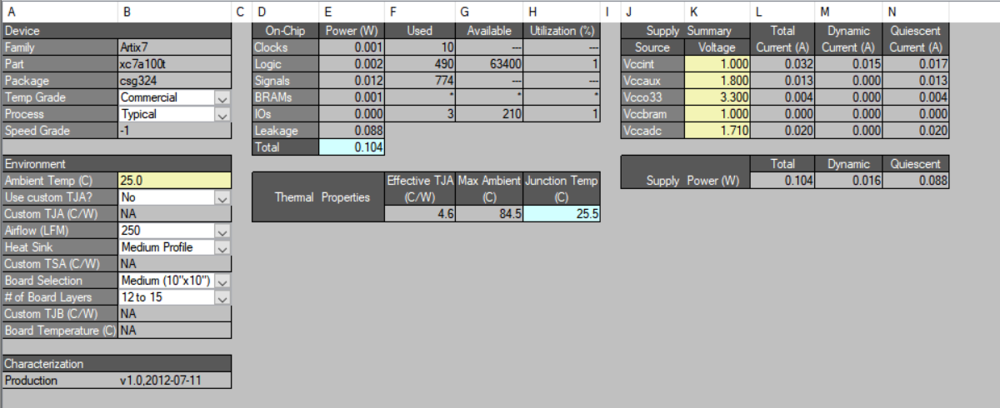 A B C D E F G H I J K L M N
Device On-Chip Power (W) Used Available Utilization (%) Supply Summary Total Dynamic Quiescent
Family Artix7 Clocks 0.001 10 --- --- Source Voltage Current (A) Current (A) Current (A)
Part xc7a100t Logic 0.002 490 63400 1 Vccint 1.000 0.032 0.015 0.017
Package csg324 Signals 0.012 774 --- --- Vccaux 1.800 0.013 0.000 0.013
Temp Grade Commercial BRAMs 0.001 * * * Vcco33 3.300 0.004 0.000 0.004
Process Typical IOs 0.000 3 210 1 Vccbram 1.000 0.000 0.000 0.000
Speed Grade -1 Leakage 0.088 Vccadc 1.710 0.020 0.000 0.020
Total 0.104
Environment Total Dynamic Quiescent
Ambient Temp (C) 25.0 Effective TJA Max Ambient Junction Temp Supply Power (W) 0.104 0.016 0.088
Use custom TJA? No Thermal Properties (C/W) (C) (C)
Custom TJA (C/W) NA 4.6 84.5 25.5
Airflow (LFM) 250
Heat Sink Medium Profile
Custom TSA (C/W) NA
Board Selection Medium (10"x10")
# of Board Layers 12 to 15
Custom TJB (C/W) NA
Board Temperature (C) NA
Characterization
Production v1.0,2012-07-11